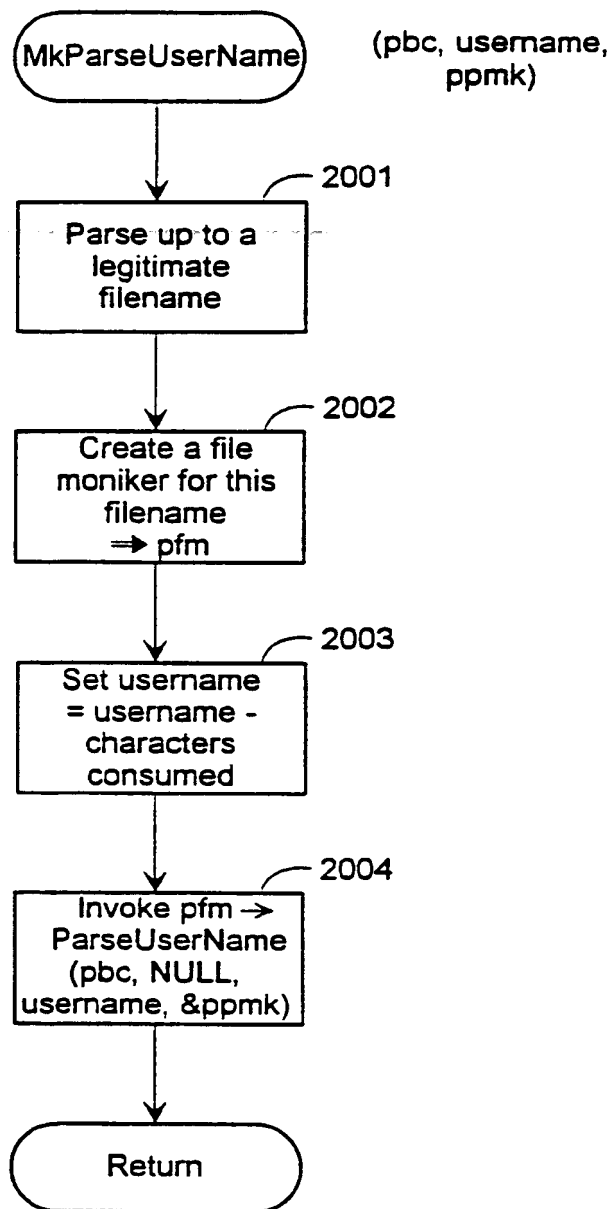 MkParseUserName
(pbc, username,
ppmk)
2001
Parse up to a
legitimate
filename
2002
Create a file
moniker for this
filename
⇒ pfm
2003
Set username
= username -
characters
consumed
2004
Invoke pfm →
ParseUserName
(pbc, NULL,
username, &ppmk)
Return